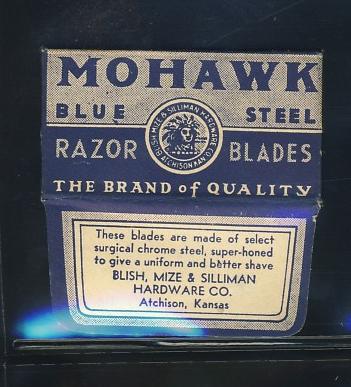 MOHAWK
BLUE STEEL
BLISH, MIZE & SILLIMAN HARDWARE CO.
ATCHISON, KAN.
RAZOR BLADES
THE BRAND of QUALITY
These blades are made of select
surgical chrome steel, super-honed
to give a uniform and better shave
BLISH, MIZE & SILLIMAN
HARDWARE CO.
Atchison, Kansas